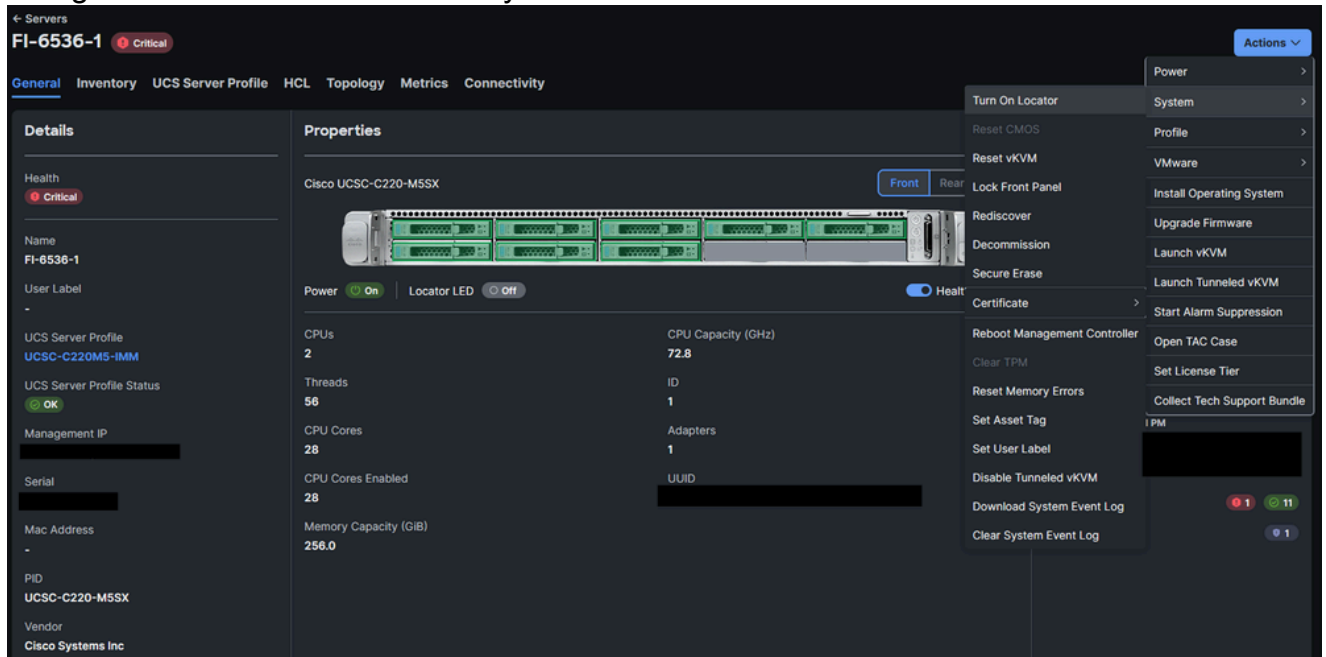 ← Servers
FI-6536-1 Critical
Actions
General Inventory UCS Server Profile HCL Topology Metrics Connectivity
Details
Health
Critical
Name
FI-6536-1
User Label
-
UCS Server Profile
UCSC-C220M5-IMM
UCS Server Profile Status
OK
Management IP
Serial
Mac Address
-
PID
UCSC-C220-M5SX
Vendor
Cisco Systems Inc
Properties
Cisco UCSC-C220-M5SX
Front Rear
Power On Locator LED Off
CPUs
2
Threads
56
CPU Cores
28
CPU Cores Enabled
28
Memory Capacity (GiB)
256.0
CPU Capacity (GHz)
72.8
ID
1
Adapters
1
UUID
Turn On Locator
Reset CMOS
Reset vKVM
Lock Front Panel
Rediscover
Decommission
Secure Erase
Certificate >
Reboot Management Controller
Clear TPM
Reset Memory Errors
Set Asset Tag
Set User Label
Disable Tunneled vKVM
Download System Event Log
Clear System Event Log
Power >
System >
Profile >
VMware >
Install Operating System
Upgrade Firmware
Launch vKVM
Launch Tunneled vKVM
Start Alarm Suppression
Open TAC Case
Set License Tier
Collect Tech Support Bundle
PM
1 11
1